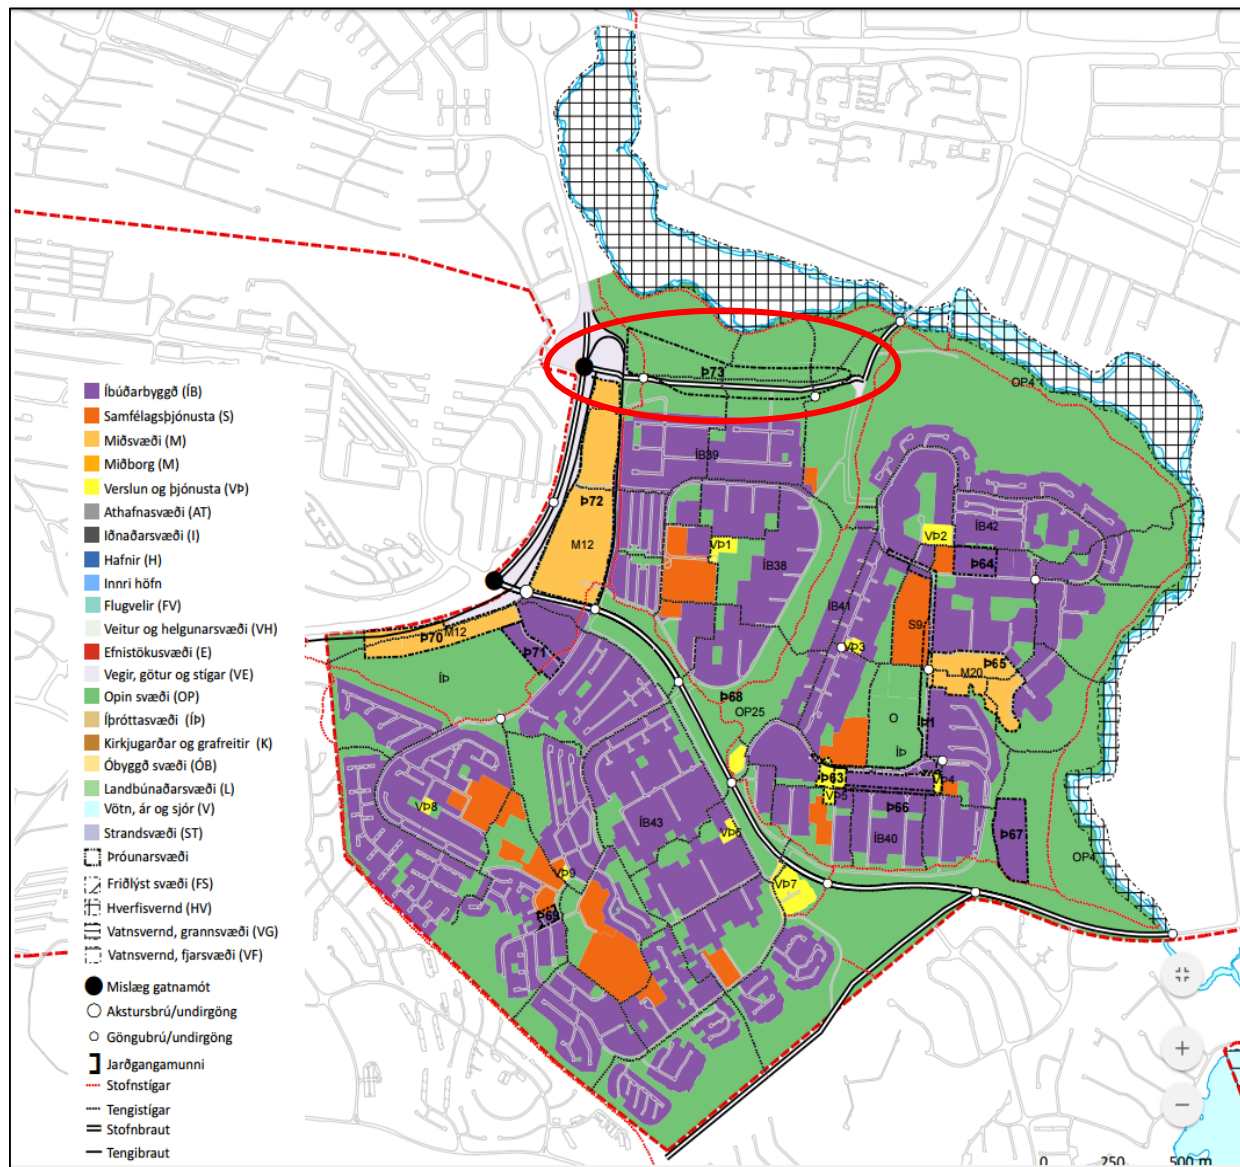 Íbúðarbyggð (ÍB)
Samfélagsþjónusta (S)
Miðsvæði (M)
Miðborg (M)
Verslun og þjónusta (VÞ)
Athafnasvæði (AT)
Iðnaðarsvæði (I)
Hafnir (H)
Innri höfn
Flugvelir (FV)
Veitur og helgunarsvæði (VH)
Efnistökusvæði (E)
Vegir, götur og stígar (VE)
Opin svæði (OP)
Íþróttasvæði (ÍÞ)
Kirkjugarðar og grafreitir (K)
Óbyggð svæði (ÓB)
Landbúnaðarsvæði (L)
Vötn, ár og sjór (V)
Strandsvæði (ST)
Þróunarsvæði
Friðlýst svæði (FS)
Hverfisvernd (HV)
Vatnsvernd, grannsvæði (VG)
Vatnsvernd, fjarsvæði (VF)
Mislæg gatnamót
Akstursbrú/undirgöng
Göngubrú/undirgöng
Jarðgangamunni
Stofnstígar
Tengistígar
Stofnbraut
Tengibraut
Þ73
OP4
ÍB39
Þ72
M12
VÞ1
ÍB38
ÍB42
VÞ2
Þ64
ÍB41
S9
VÞ3
Þ65
M20
Þ70
M12
Þ71
ÍÞ
Þ68
OP25
O
Þ1
ÍÞ
Þ63
VÞ4
VÞ5
Þ66
ÍB40
Þ67
OP4
VÞ8
ÍB43
VÞ6
VÞ9
VÞ7
Þ69
0 250 500 m